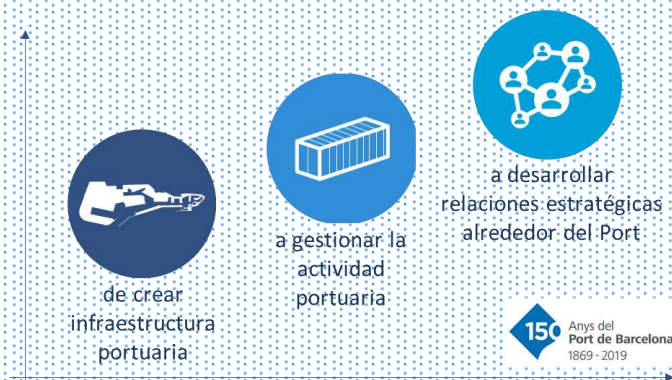 de crear
infraestructura
portuaria
a gestionar la
actividad
portuaria
a desarrollar
relaciones estratégicas
alrededor del Port
150
Anys del
Port de Barcelona
1869 - 2019